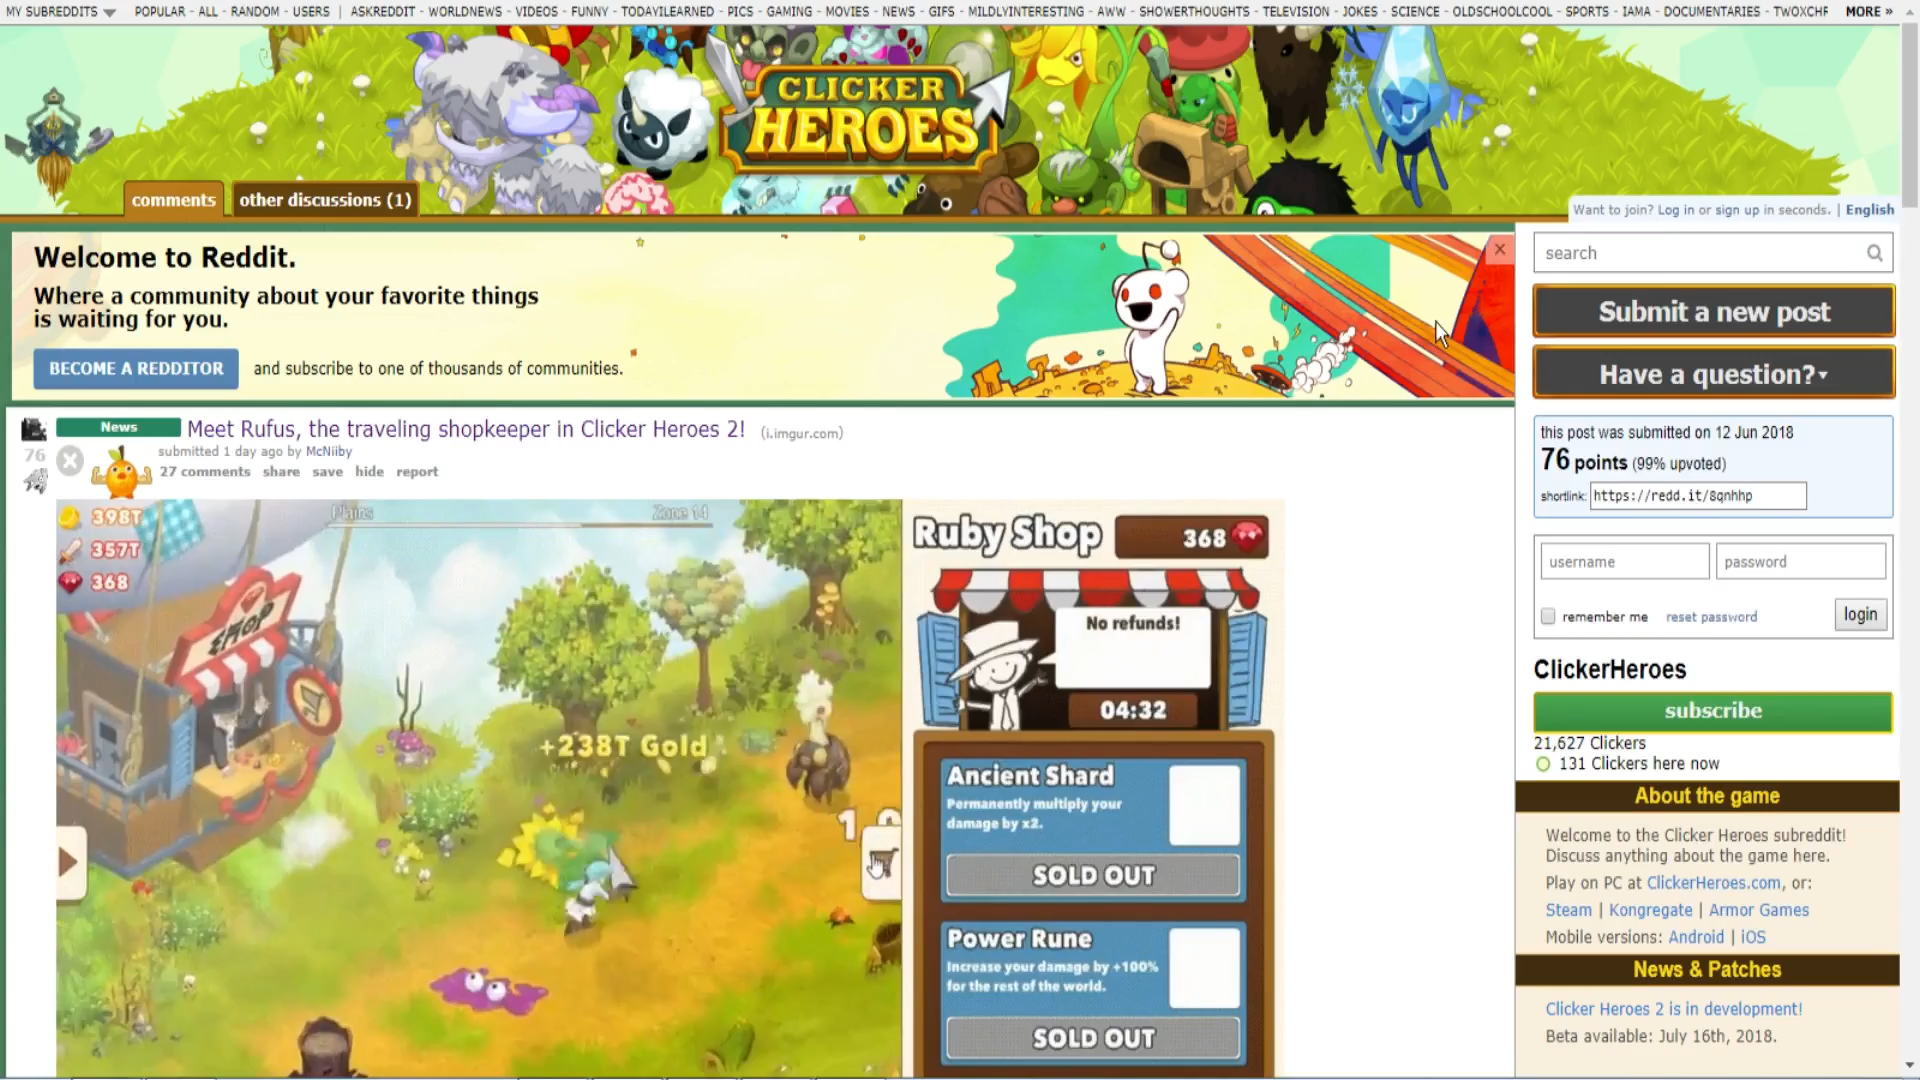 MY SUBREDDITS POPULAR - ALL - RANDOM - USERS | ASKREDDIT - WORLDNEWS - VIDEOS - FUNNY - TODAYILEARNED - PICS - GAMING - MOVIES - NEWS - GIFS - MILDLYINTERESTING - AWW - SHOWERTHOUGHTS - TELEVISION - JOKES - SCIENCE - OLDSCHOOLCOOL - SPORTS - IAMA - DOCUMENTARIES - TWOXCHR MORE »
CLICKER
HEROES
comments
other discussions (1)
Want to join? Log in or sign up in seconds. | English
Welcome to Reddit.
Where a community about your favorite things
is waiting for you.
BECOME A REDDITOR and subscribe to one of thousands of communities.
search
Submit a new post
Have a question?
76
News Meet Rufus, the traveling shopkeeper in Clicker Heroes 2! (i.imgur.com)
submitted 1 day ago by McNiiby
27 comments share save hide report
398T
357T
368
Plains Zone 14
SHOP
+238T Gold
Ruby Shop 368
No refunds!
04:32
Ancient Shard
Permanently multiply your
damage by x2.
SOLD OUT
Power Rune
Increase your damage by +100%
for the rest of the world.
SOLD OUT
this post was submitted on 12 Jun 2018
76 points (99% upvoted)
shortlink: https://redd.it/8qnhhp
username password
remember me reset password login
ClickerHeroes
subscribe
21,627 Clickers
131 Clickers here now
About the game
Welcome to the Clicker Heroes subreddit!
Discuss anything about the game here.
Play on PC at ClickerHeroes.com, or:
Steam | Kongregate | Armor Games
Mobile versions: Android | iOS
News & Patches
Clicker Heroes 2 is in development!
Beta available: July 16th, 2018.